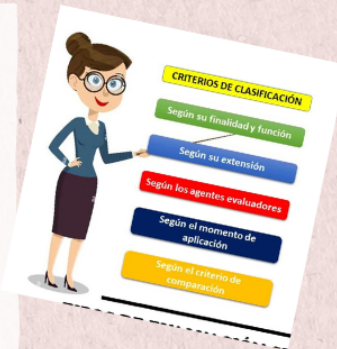 CRITERIOS DE CLASIFICACIÓN
Según su finalidad y función
Según su extensión
Según los agentes evaluadores
Según el momento de
aplicación
Según el criterio de
comparación